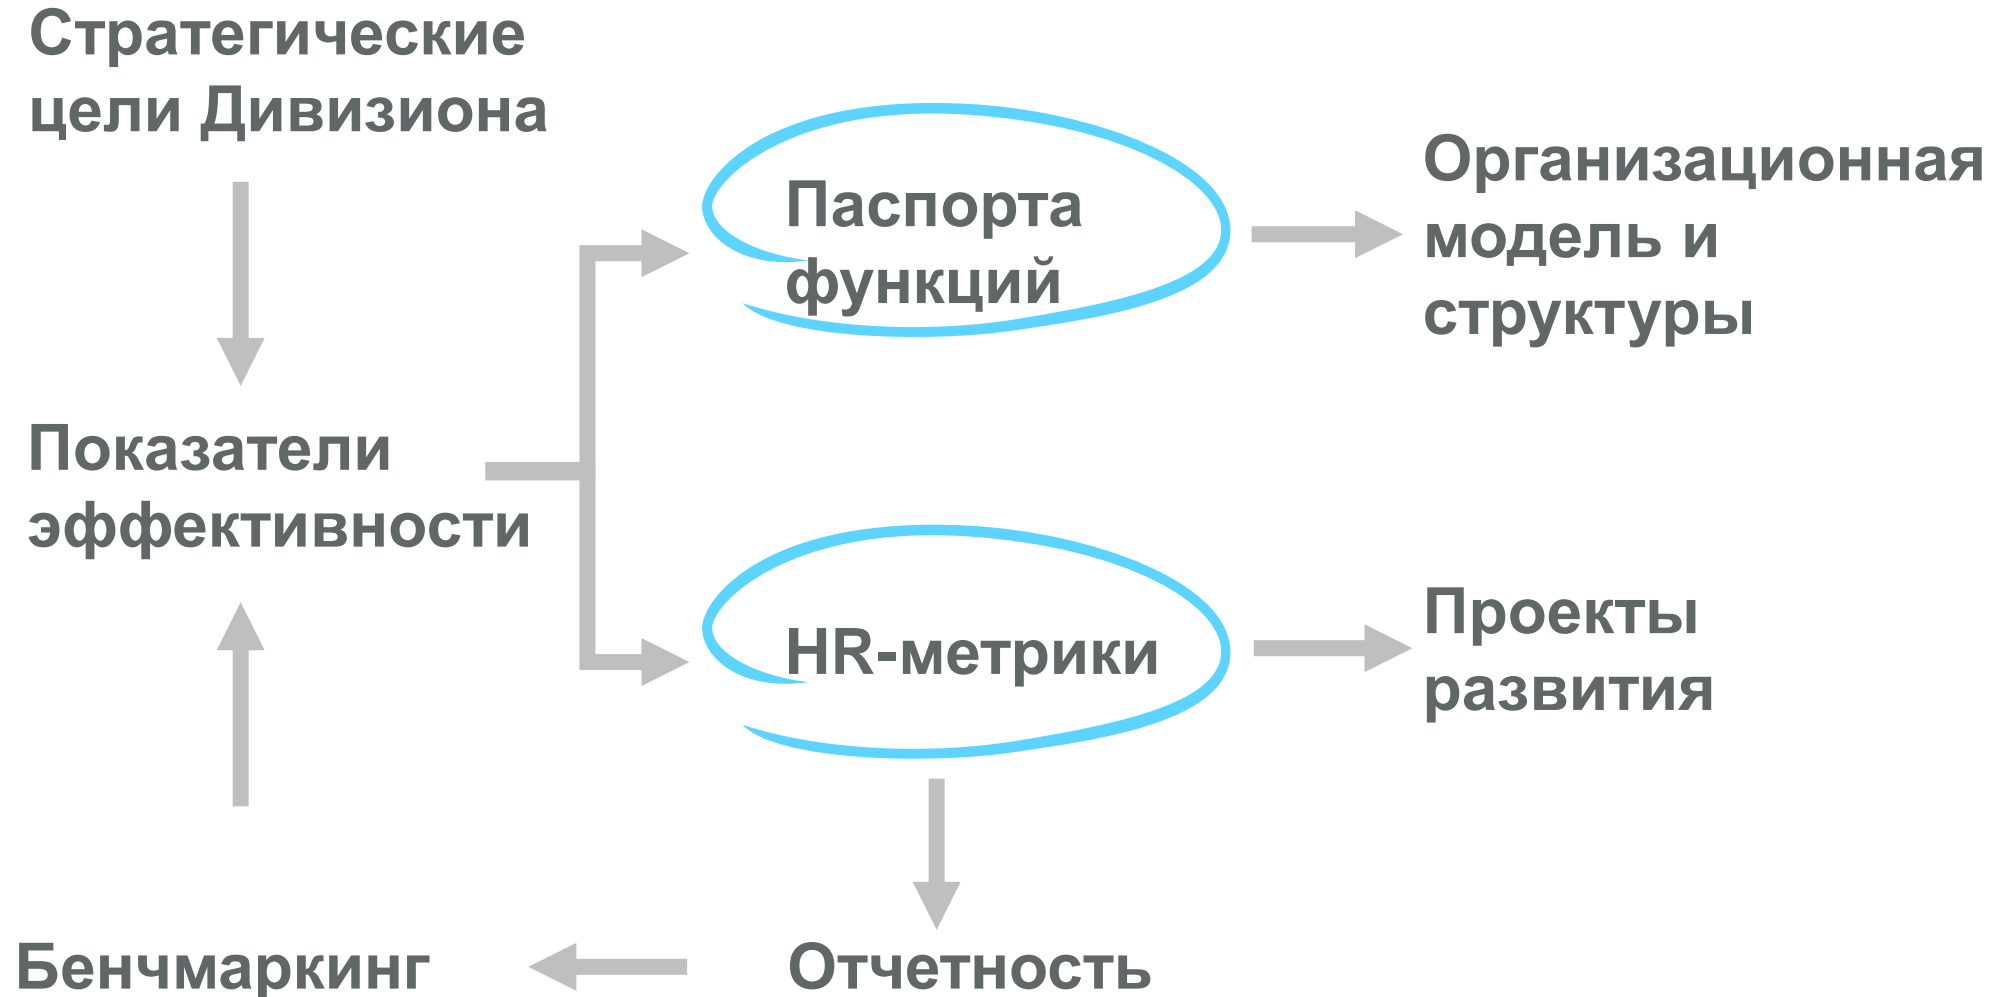 Стратегические
цели Дивизиона
Паспорта
функций
Организационная
модель и
структуры
Показатели
эффективности
HR-метрики
Проекты
развития
Бенчмаркинг
Отчетность